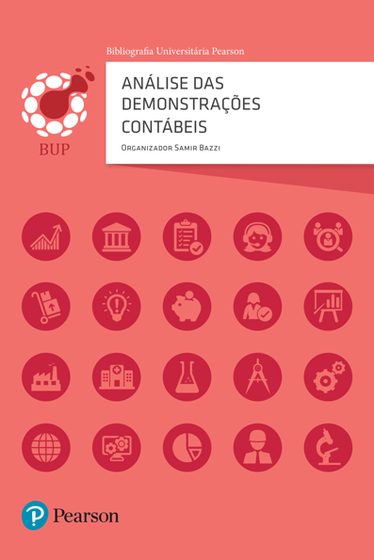 Bibliografia Universitária Pearson
ANÁLISE DAS
DEMONSTRAÇÕES
CONTÁBEIS
ORGANIZADOR SAMIR BAZZI
BUP
P Pearson